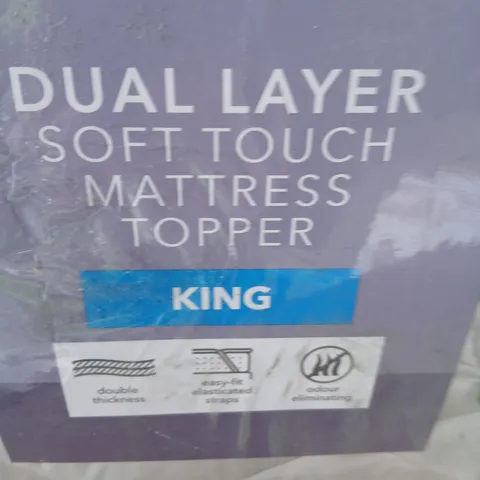 DUAL LAYER
SOFT TOUCH
MATTRESS
TOPPER
KING
double
thickness
easy-fit
elasticated
straps
odour
eliminating